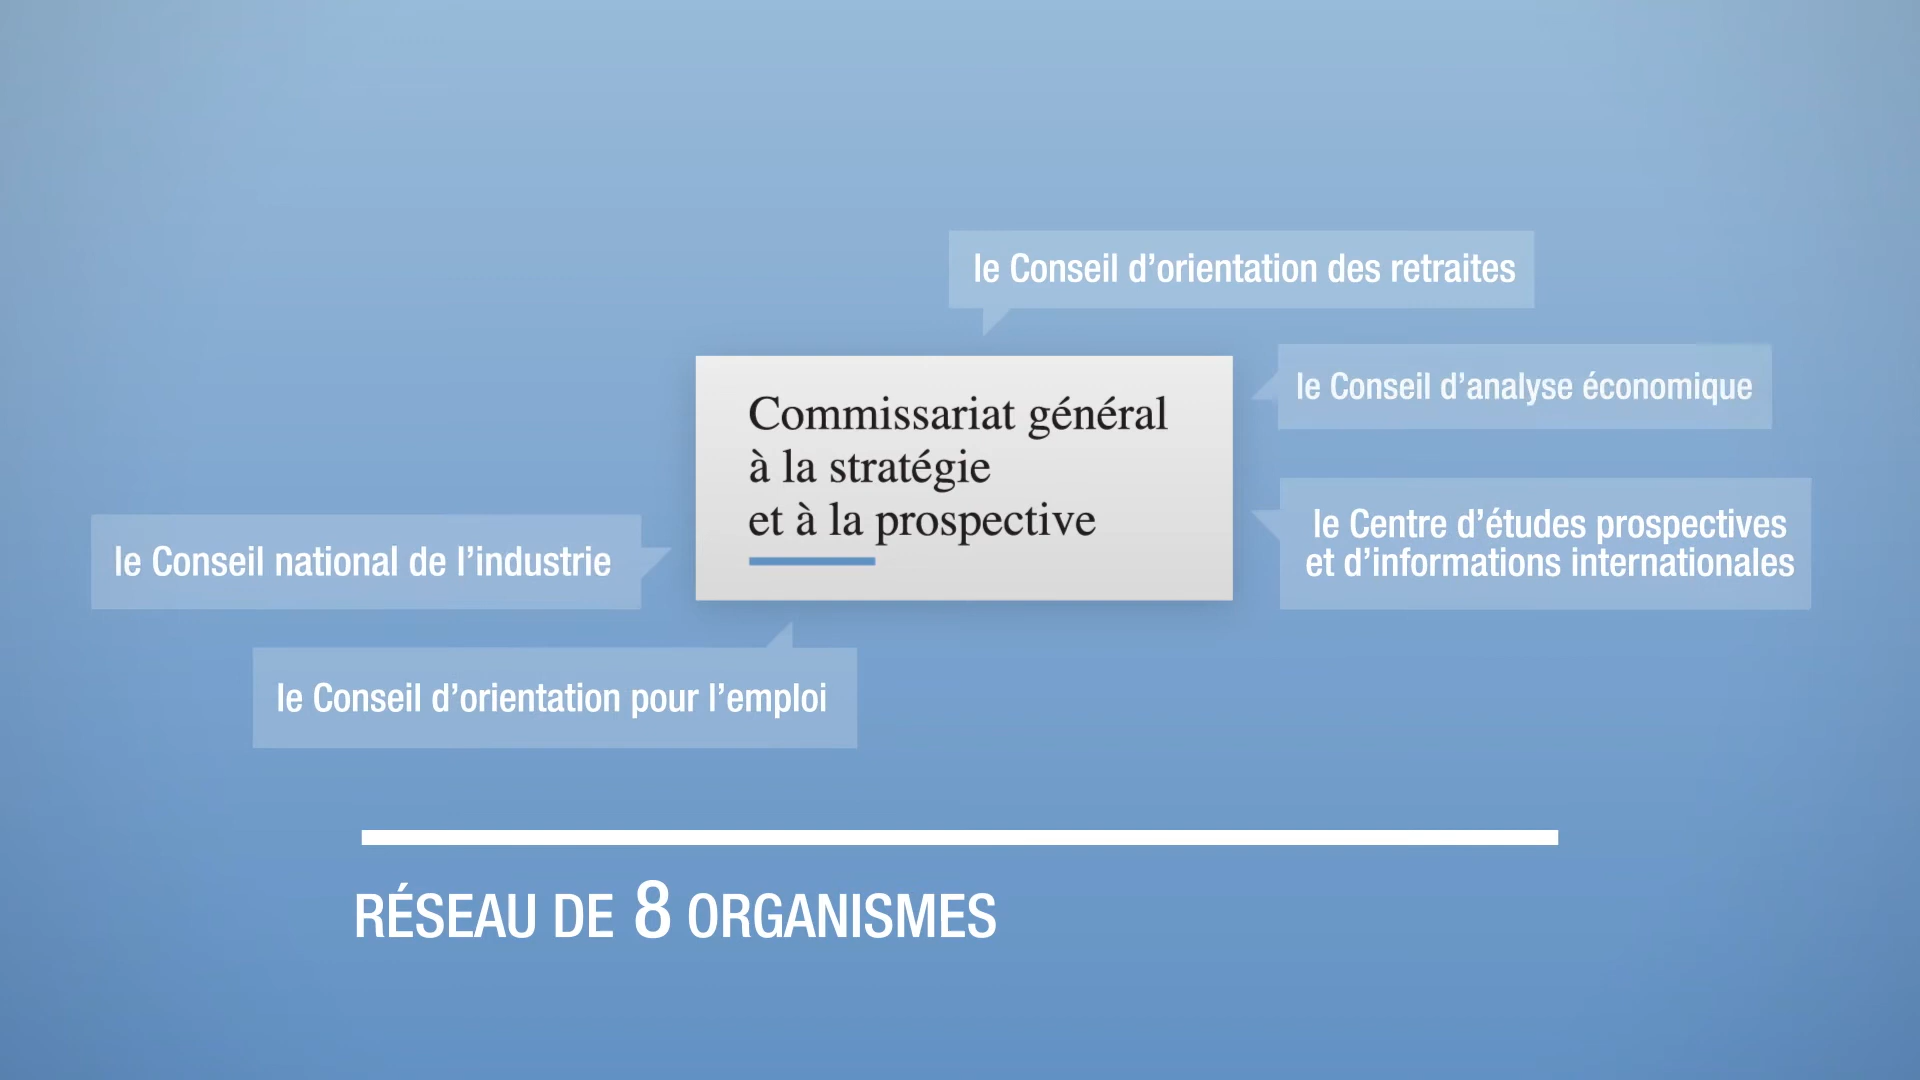 le Conseil d’orientation des retraites
le Conseil d’analyse économique
Commissariat général
à la stratégie
et à la prospective
le Centre d’études prospectives
et d’informations internationales
le Conseil national de l’industrie
le Conseil d’orientation pour l’emploi
RÉSEAU DE 8 ORGANISMES